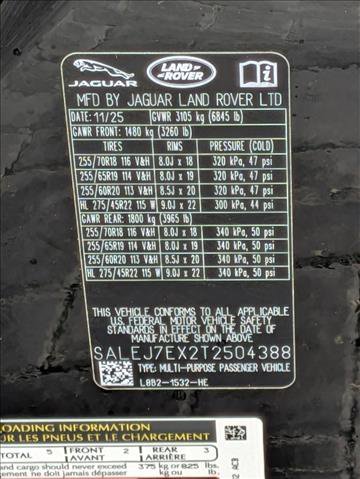 JAGUAR LAND ROVER
MFD BY JAGUAR LAND ROVER LTD
DATE: 11/25 GVWR 3105 kg (6845 lb)
GAWR FRONT: 1480 kg (3260 lb)
TIRES RIMS PRESSURE (COLD)
255/70R18 116 V&H 8.0J x 18 320 kPa, 47 psi
255/65R19 114 V&H 8.0J x 19 320 kPa, 47 psi
255/60R20 113 V&H 8.5J x 20 320 kPa, 47 psi
HL 275/45R22 115 W 9.0J x 22 300 kPa, 44 psi
GAWR REAR: 1800 kg (3965 lb)
255/70R18 116 V&H 8.0J x 18 340 kPa, 50 psi
255/65R19 114 V&H 8.0J x 19 340 kPa, 50 psi
255/60R20 113 V&H 8.5J x 20 340 kPa, 50 psi
HL 275/45R22 115 W 9.0J x 22 340 kPa, 50 psi
THIS VEHICLE CONFORMS TO ALL APPLICABLE
FEDERAL MOTOR VEHICLE SAFETY STANDARDS
IN EFFECT ON THE DATE OF
MANUFACTURE SHOWN ABOVE.
SALEJ7EX2T2504388
TYPE: MULTI-PURPOSE PASSENGER VEHICLE
L8B2-1532-HE
LOADING INFORMATION
SUR LES PNEUS ET LE CHARGEMENT
TOTAL 5 FRONT AVANT 2 REAR ARRIÈRE 3
and cargo should never exceed 375 kg or 825 lbs.
kg ou lb.